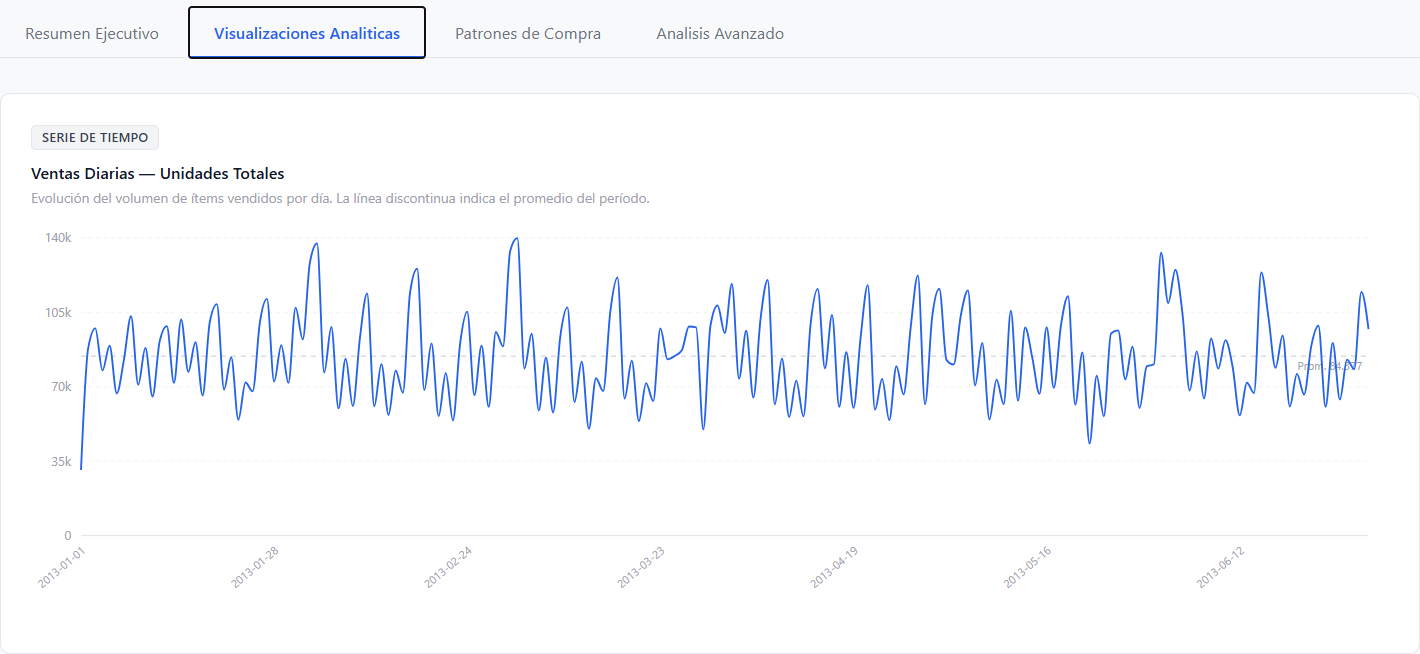 Resumen Ejecutivo
Visualizaciones Analiticas
Patrones de Compra
Analisis Avanzado
SERIE DE TIEMPO
Ventas Diarias — Unidades Totales
Evolución del volumen de ítems vendidos por día. La línea discontinua indica el promedio del período.
140k
105k
70k
35k
0
Prom.
2013-01-01
2013-01-28
2013-02-24
2013-03-23
2013-04-19
2013-05-16
2013-06-12